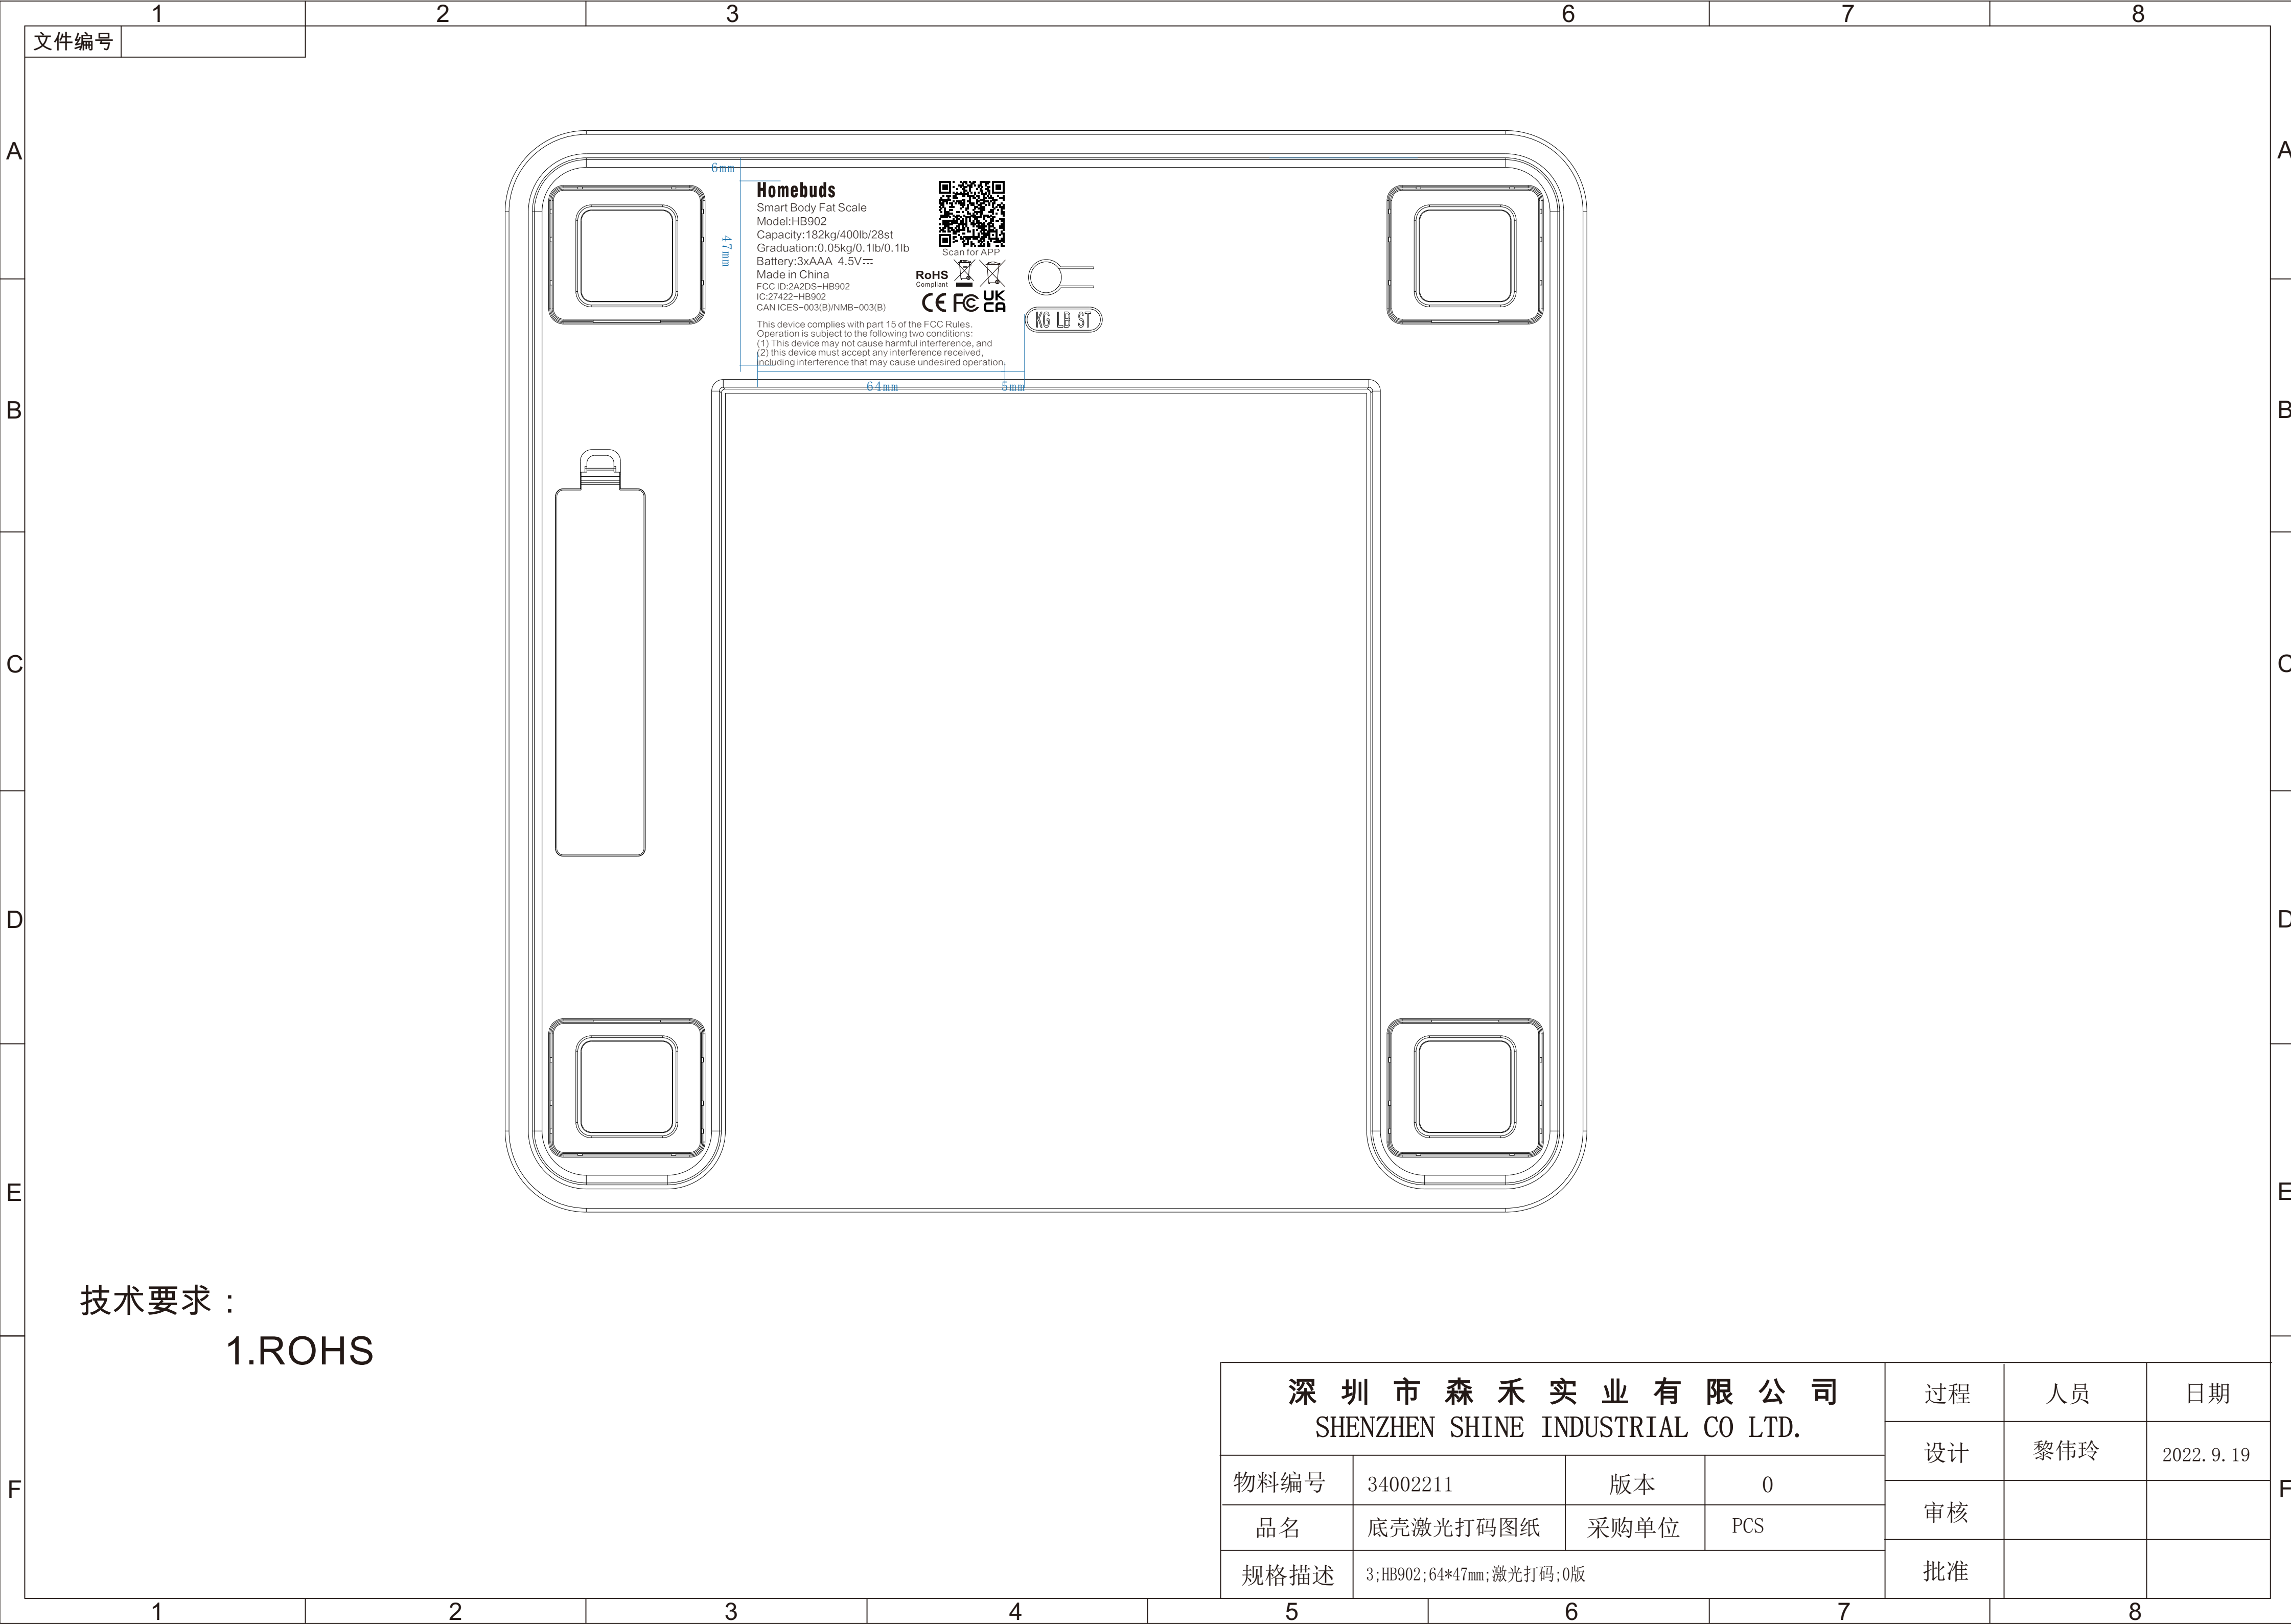 1 2 3 6 7 8
文件编号
A A
6mm
Homebuds
Smart Body Fat Scale
Model:HB902
Capacity:182kg/400lb/28st
47mm
Graduation:0.05kg/0.1lb/0.1lb
Scan for APP
Battery:3xAAA 4.5V
Made in China
RoHS
Compliant
FCC ID:2A2DS-HB902
IC:27422-HB902
CE FC UK CA
CAN ICES-003(B)/NMB-003(B)
KG LB ST
This device complies with part 15 of the FCC Rules.
Operation is subject to the following two conditions:
(1) This device may not cause harmful interference, and
(2) this device must accept any interference received,
including interference that may cause undesired operation.
64mm 5mm
B B
C C
D D
E E
技术要求：
1.ROHS
深圳市森禾实业有限公司
SHENZHEN SHINE INDUSTRIAL CO LTD.
过程 人员 日期
设计 黎伟玲 2022.9.19
物料编号 34002211 版本 0
审核
品名 底壳激光打码图纸 采购单位 PCS
批准
规格描述 3;HB902;64*47mm;激光打码;0版
F F
1 2 3 4 5 6 7 8